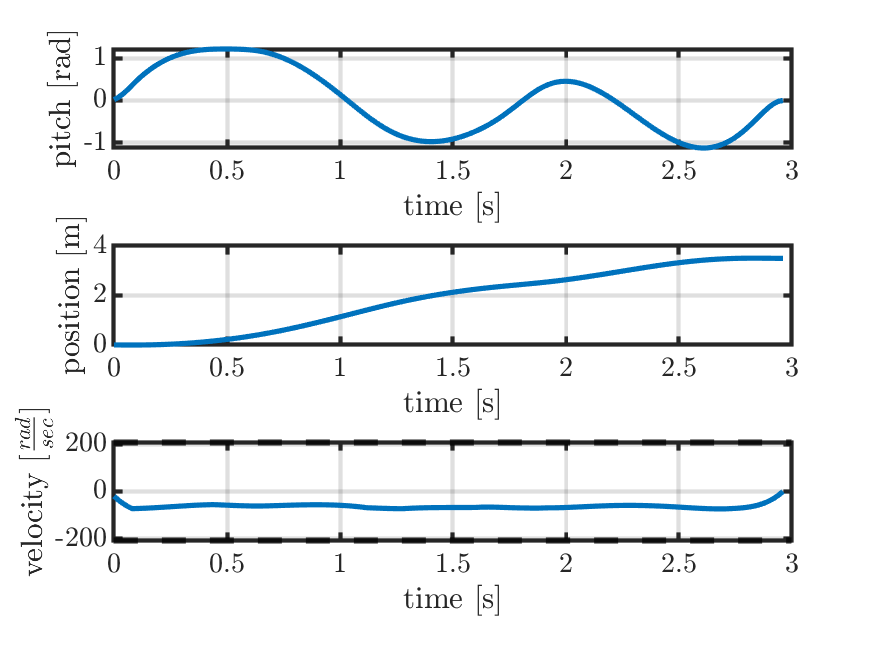 pitch [rad]
1
0
-1
0 0.5 1 1.5 2 2.5 3
time [s]
position [m]
4
2
0
0 0.5 1 1.5 2 2.5 3
time [s]
velocity [rad/sec]
200
0
-200
0 0.5 1 1.5 2 2.5 3
time [s]